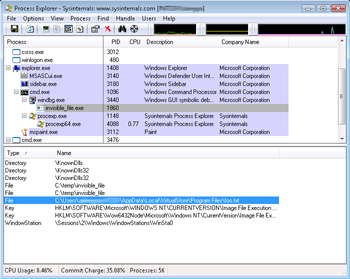 Process Explorer - Sysinternals: www.sysinternals.com
File Options View Process Find Handle Users Help
Process PID CPU Description Company Name
csrss.exe 3012
winlogon.exe 480
explorer.exe 1408 Windows Explorer Microsoft Corporation
MSASCui.exe 3140 Windows Defender User Int... Microsoft Corporation
sidebar.exe 3180 Windows Sidebar Microsoft Corporation
cmd.exe 1096 Windows Command Processor Microsoft Corporation
windbg.exe 3440 Windows GUI symbolic deb... Microsoft Corporation
invisible_file.exe 1860
procexp.exe 1148 Sysinternals Process Explorer Sysinternals
procexp64.exe 4088 0.77 Sysinternals Process Explorer Sysinternals
mspaint.exe 3112 Paint Microsoft Corporation
cmd.exe 3476
Type Name
Directory \KnownDlls
Directory \KnownDlls32
Directory \KnownDlls32
File C:\temp\invisible_file
File C:\temp\invisible_file
File C:\Users\ \AppData\Local\VirtualStore\Program Files\foo.txt
Key HKLM\SOFTWARE\Microsoft\WINDOWS NT\CURRENTVERSION\Image File Execution ...
Key HKLM\SOFTWARE\Wow6432Node\Microsoft\Windows NT\CurrentVersion\Image File Ex...
WindowStation \Sessions\2\Windows\WindowStations\WinSta0
CPU Usage: 8.46% Commit Charge: 35.08% Processes: 56